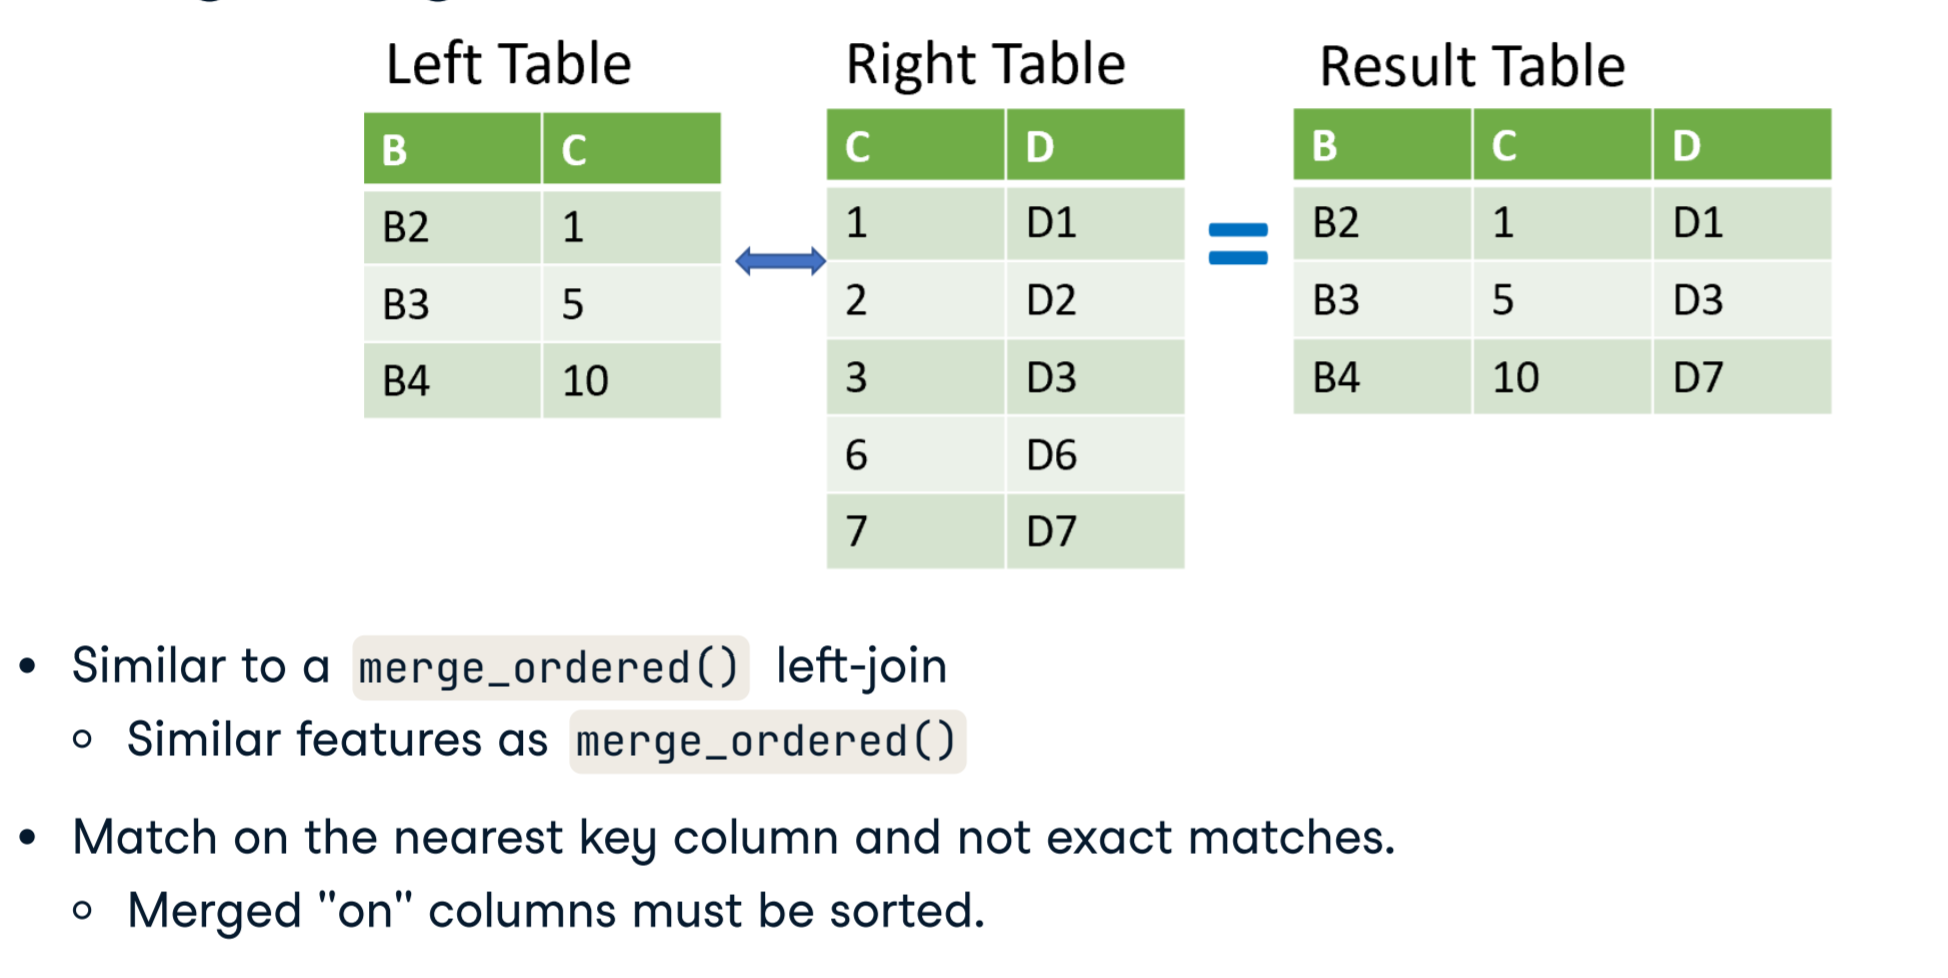 Left Table
B C
B2 1
B3 5
B4 10
Right Table
C D
1 D1
2 D2
3 D3
6 D6
7 D7
=
Result Table
B C D
B2 1 D1
B3 5 D3
B4 10 D7
• Similar to a merge_ordered() left-join
○ Similar features as merge_ordered()
• Match on the nearest key column and not exact matches.
○ Merged "on" columns must be sorted.